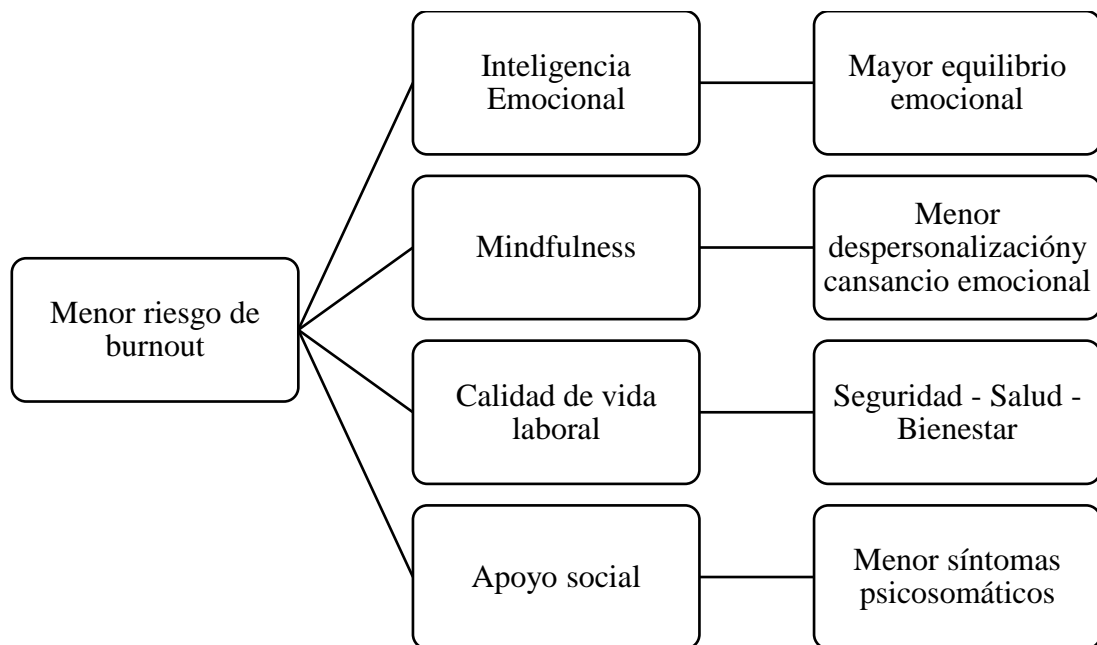 Menor riesgo de
burnout
Inteligencia
Emocional
Mayor equilibrio
emocional
Mindfulness
Menor
despersonalizacióny
cansancio emocional
Calidad de vida
laboral
Seguridad - Salud -
Bienestar
Apoyo social
Menor síntomas
psicosomáticos